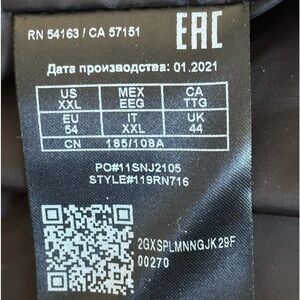 RN 54163 / CA 57151
EAC
Дата производства: 01.2021
US MEX CA
XXL EEG TTG
EU IT UK
54 XXL 44
CN 185/108A
PO#11SNJ2105
STYLE#119RN716
2GXSPLMNNGJK29F
00270